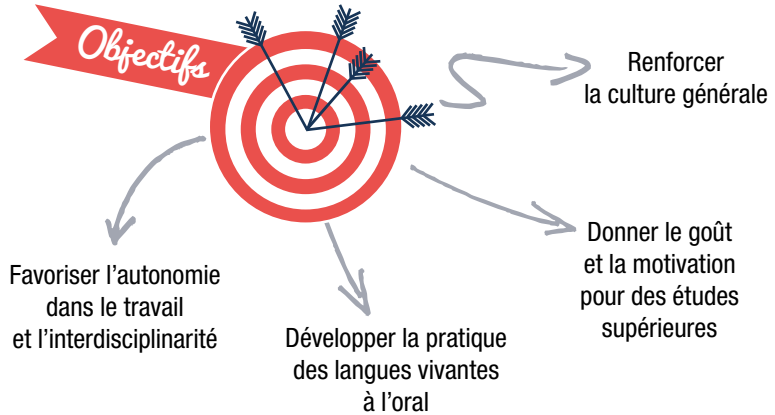 Objectifs
Renforcer
la culture générale
Donner le goût
et la motivation
pour des études
supérieures
Développer la pratique
des langues vivantes
à l’oral
Favoriser l’autonomie
dans le travail
et l’interdisciplinarité